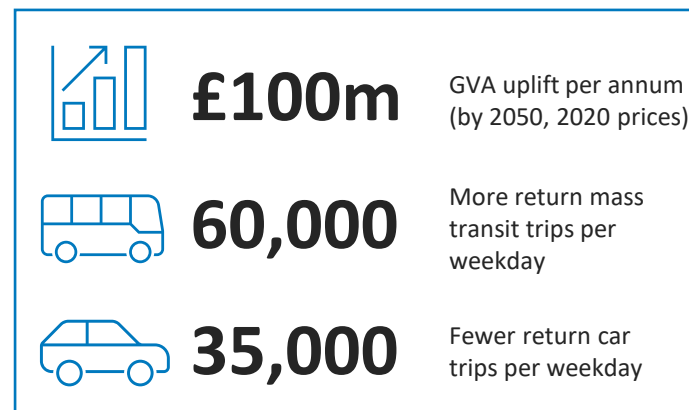 £100m
GVA uplift per annum
(by 2050, 2020 prices)
60,000
More return mass
transit trips per
weekday
35,000
Fewer return car
trips per weekday